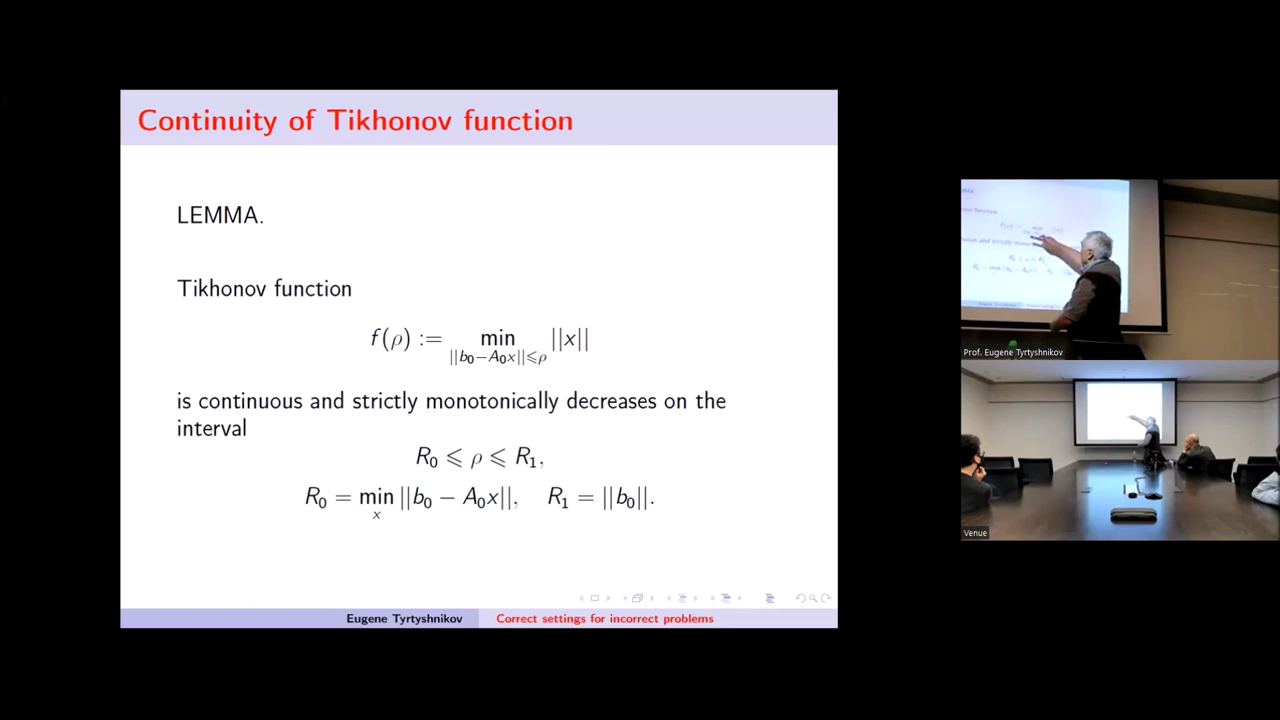 Continuity of Tikhonov function
LEMMA.
Tikhonov function
f(ρ) := min ||x||
||b₀−A₀x||⩽ρ
is continuous and strictly monotonically decreases on the
interval
R₀ ⩽ ρ ⩽ R₁,
R₀ = min ||b₀ − A₀x||, R₁ = ||b₀||.
x
Eugene Tyrtyshnikov
Correct settings for incorrect problems
Prof. Eugene Tyrtyshnikov
Venue